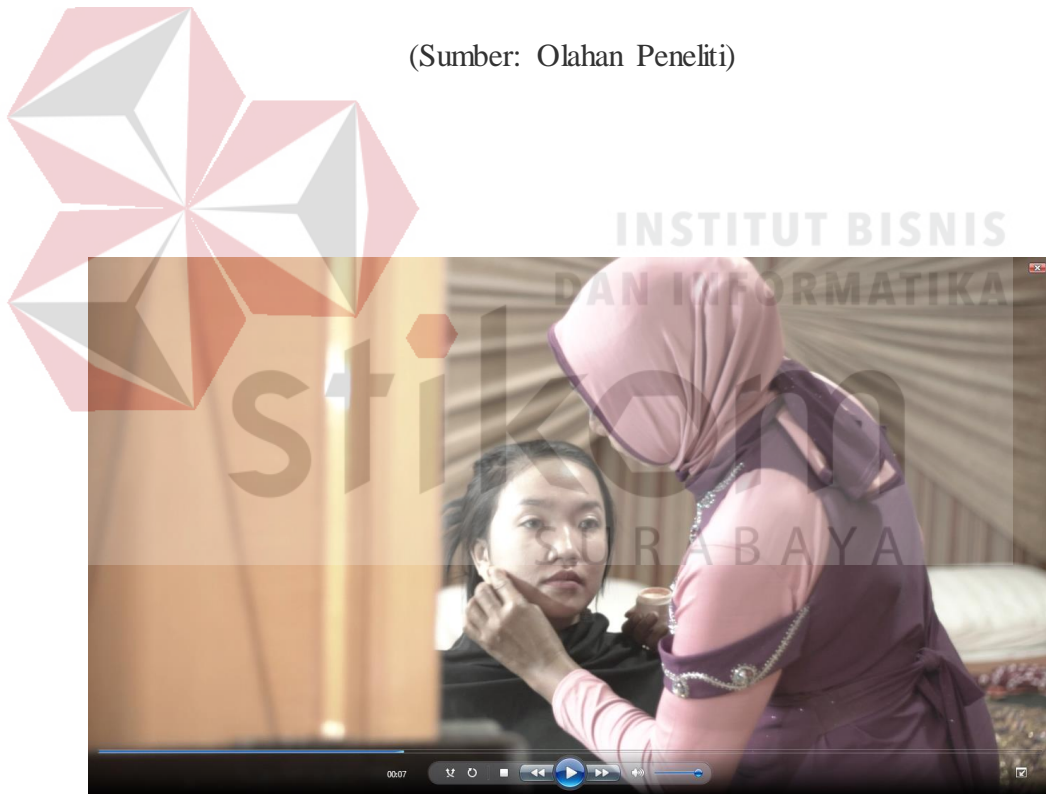 (Sumber: Olahan Peneliti)
INSTITUT BISNIS
DAN INFORMATIKA
stikom
SURABAYA
00:07